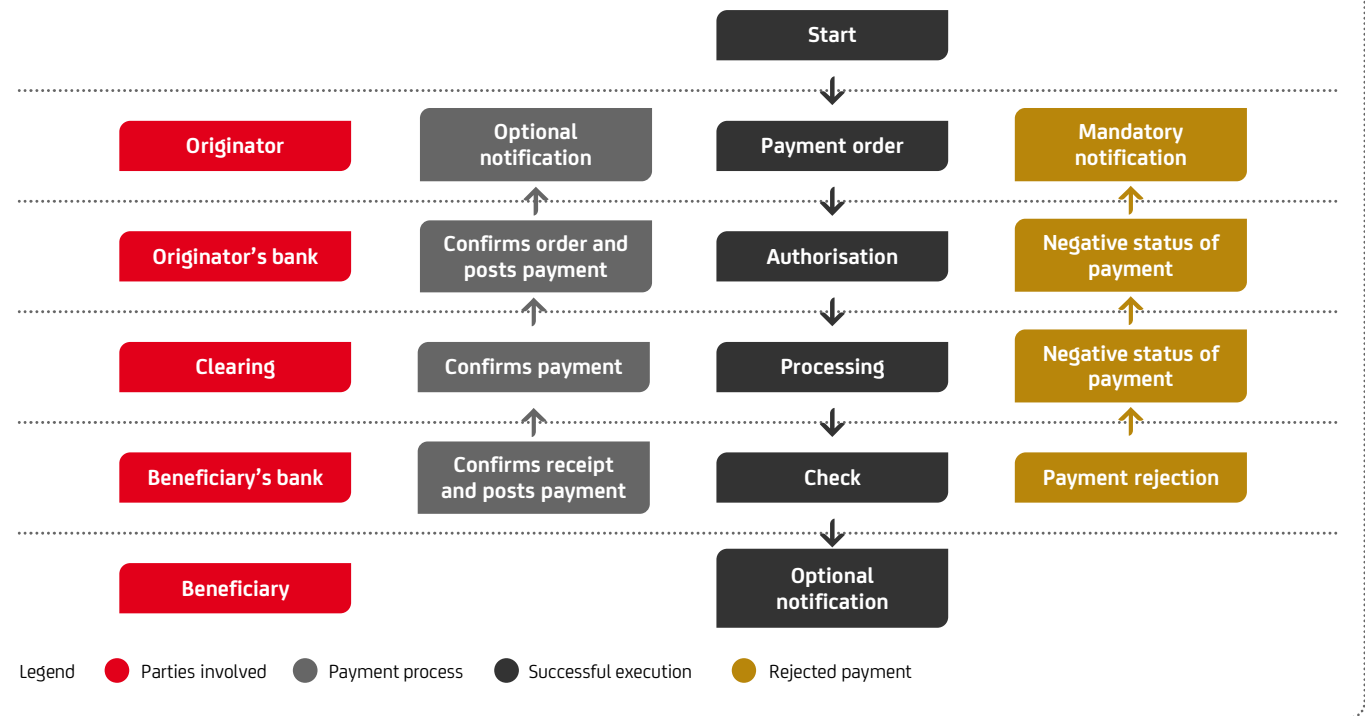 Start
Originator
Optional
notification
Payment order
Mandatory
notification
Originator's bank
Confirms order and
posts payment
Authorisation
Negative status of
payment
Clearing
Confirms payment
Processing
Negative status of
payment
Beneficiary's bank
Confirms receipt
and posts payment
Check
Payment rejection
Beneficiary
Optional
notification
Legend Parties involved Payment process Successful execution Rejected payment